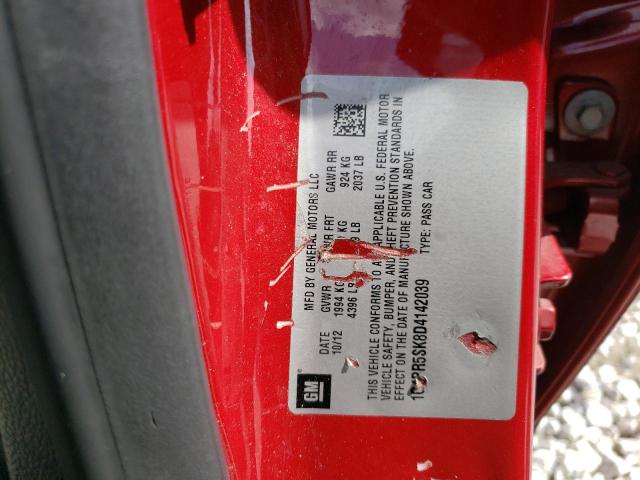 GM
MFD BY GENERAL MOTORS LLC
DATE GVWR FRT GAWR RR
10/12 1994 KG KG 924 KG
4396 LB LB 2037 LB
THIS VEHICLE CONFORMS TO APPLICABLE U.S. FEDERAL MOTOR
VEHICLE SAFETY, BUMPER, AND THEFT PREVENTION STANDARDS IN
EFFECT ON THE DATE OF MANUFACTURE SHOWN ABOVE.
PR5SK8D4142039 TYPE: PASS CAR